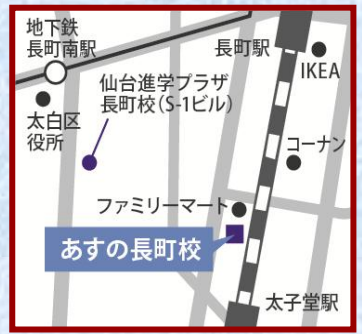 地下鉄
長町南駅
長町駅
IKEA
仙台進学プラザ
長町校(S-1ビル)
太白区
役所
コーナン
ファミリーマート
あすの長町校
太子堂駅